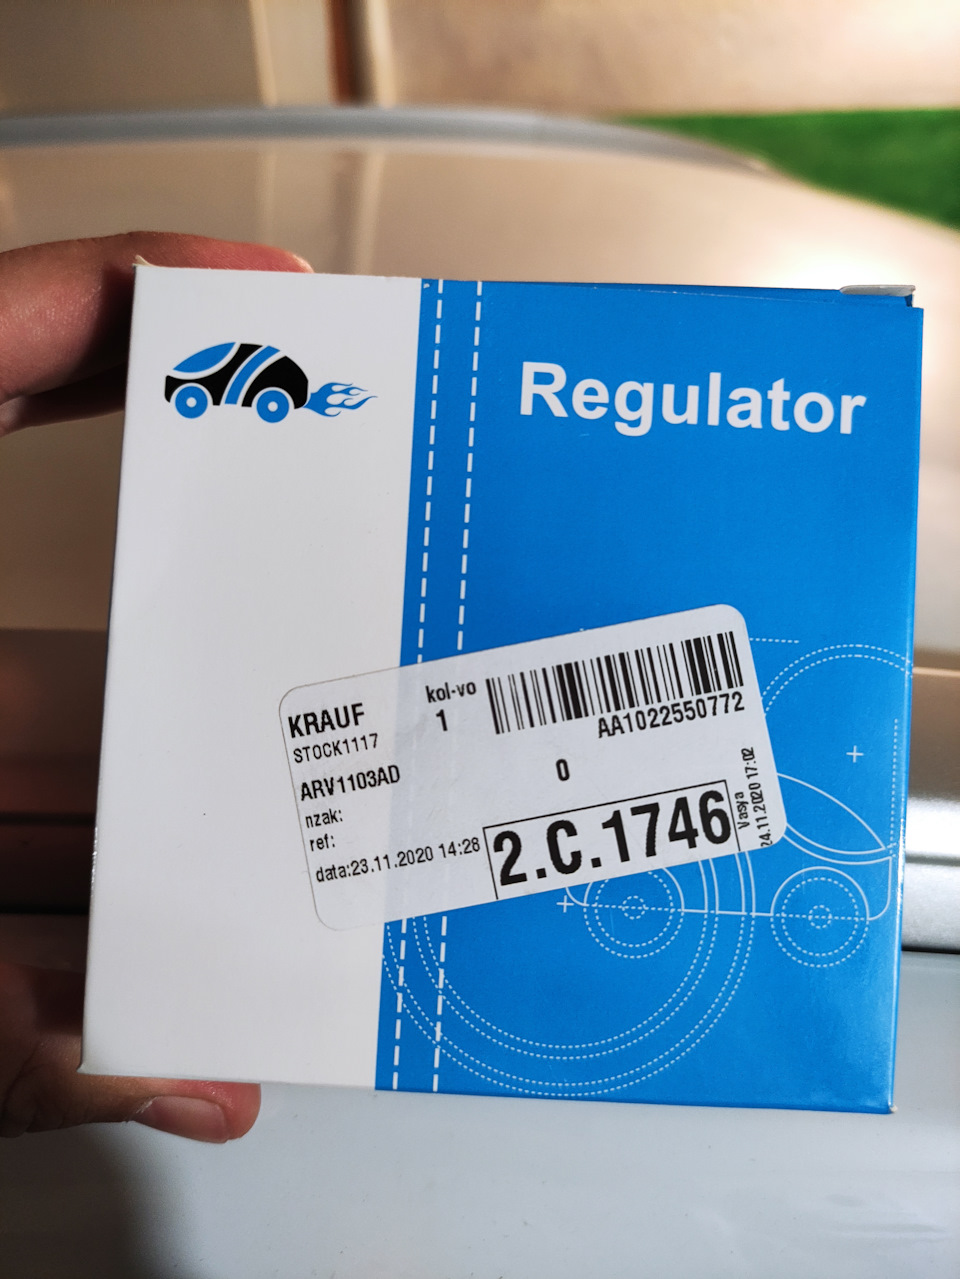 Regulator
KRAUF
STOCK1117
ARV1103AD
nzak:
ref:
data:23.11.2020 14:28
kol-vo
1
AA1022550772
0
2.C.1746
Vasya
24.11.2020 17:02